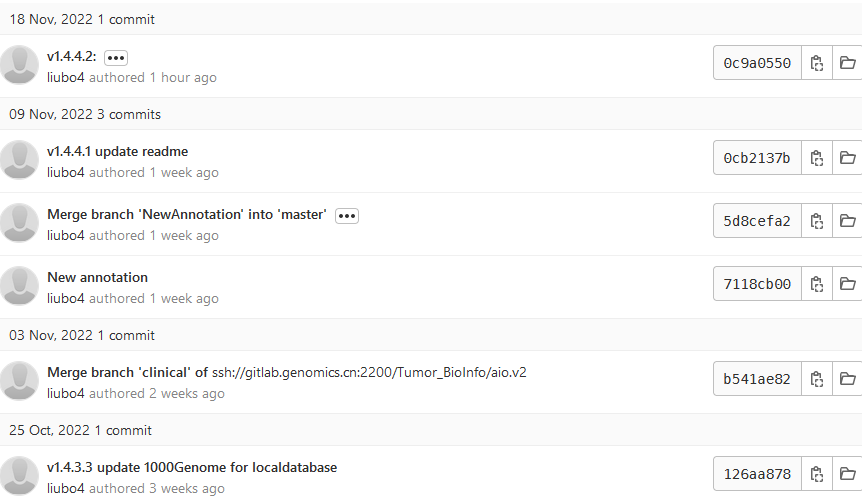 18 Nov, 2022 1 commit
v1.4.4.2: •••
liubo4 authored 1 hour ago
0c9a0550
09 Nov, 2022 3 commits
v1.4.4.1 update readme
liubo4 authored 1 week ago
0cb2137b
Merge branch 'NewAnnotation' into 'master' •••
liubo4 authored 1 week ago
5d8cefa2
New annotation
liubo4 authored 1 week ago
7118cb00
03 Nov, 2022 1 commit
Merge branch 'clinical' of ssh://gitlab.genomics.cn:2200/Tumor_BioInfo/aio.v2
liubo4 authored 2 weeks ago
b541ae82
25 Oct, 2022 1 commit
v1.4.3.3 update 1000Genome for localdatabase
liubo4 authored 3 weeks ago
126aa878